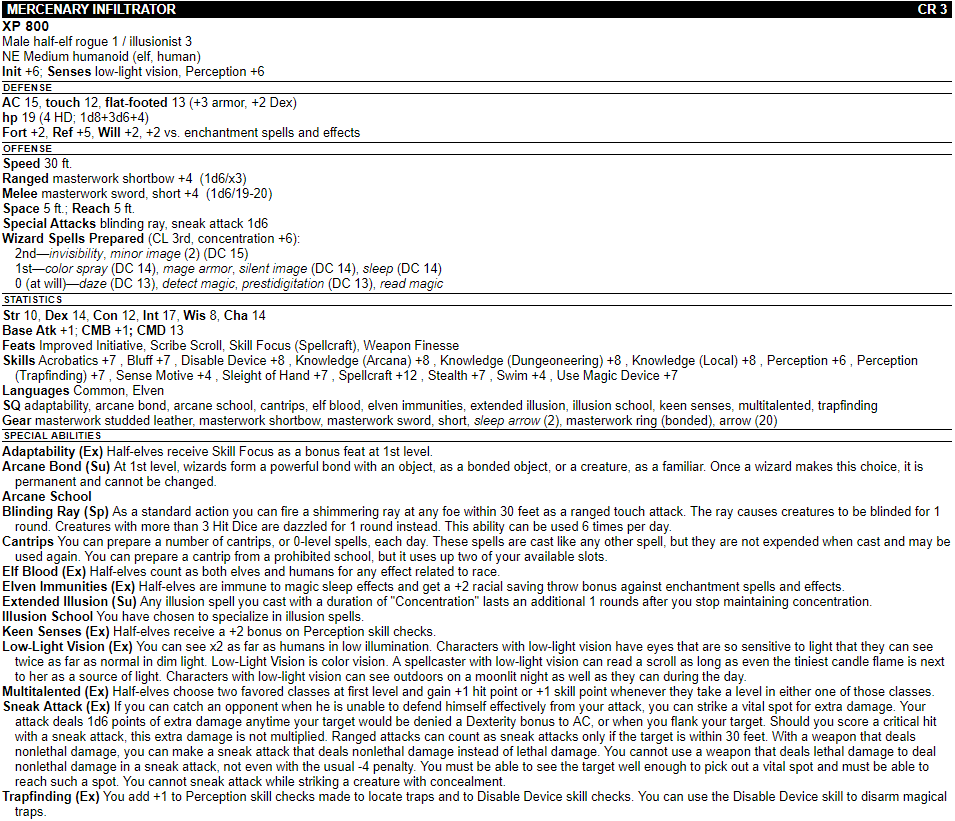 MERCENARY INFILTRATOR CR 3
XP 800
Male half-elf rogue 1 / illusionist 3
NE Medium humanoid (elf, human)
Init +6; Senses low-light vision, Perception +6
DEFENSE
AC 15, touch 12, flat-footed 13 (+3 armor, +2 Dex)
hp 19 (4 HD; 1d8+3d6+4)
Fort +2, Ref +5, Will +2, +2 vs. enchantment spells and effects
OFFENSE
Speed 30 ft.
Ranged masterwork shortbow +4 (1d6/x3)
Melee masterwork sword, short +4 (1d6/19-20)
Space 5 ft.; Reach 5 ft.
Special Attacks blinding ray, sneak attack 1d6
Wizard Spells Prepared (CL 3rd, concentration +6):
2nd—invisibility, minor image (2) (DC 15)
1st—color spray (DC 14), mage armor, silent image (DC 14), sleep (DC 14)
0 (at will)—daze (DC 13), detect magic, prestidigitation (DC 13), read magic
STATISTICS
Str 10, Dex 14, Con 12, Int 17, Wis 8, Cha 14
Base Atk +1; CMB +1; CMD 13
Feats Improved Initiative, Scribe Scroll, Skill Focus (Spellcraft), Weapon Finesse
Skills Acrobatics +7 , Bluff +7 , Disable Device +8 , Knowledge (Arcana) +8 , Knowledge (Dungeoneering) +8 , Knowledge (Local) +8 , Perception +6 , Perception
(Trapfinding) +7 , Sense Motive +4 , Sleight of Hand +7 , Spellcraft +12 , Stealth +7 , Swim +4 , Use Magic Device +7
Languages Common, Elven
SQ adaptability, arcane bond, arcane school, cantrips, elf blood, elven immunities, extended illusion, illusion school, keen senses, multitalented, trapfinding
Gear masterwork studded leather, masterwork shortbow, masterwork sword, short, sleep arrow (2), masterwork ring (bonded), arrow (20)
SPECIAL ABILITIES
Adaptability (Ex) Half-elves receive Skill Focus as a bonus feat at 1st level.
Arcane Bond (Su) At 1st level, wizards form a powerful bond with an object, as a bonded object, or a creature, as a familiar. Once a wizard makes this choice, it is
permanent and cannot be changed.
Arcane School
Blinding Ray (Sp) As a standard action you can fire a shimmering ray at any foe within 30 feet as a ranged touch attack. The ray causes creatures to be blinded for 1
round. Creatures with more than 3 Hit Dice are dazzled for 1 round instead. This ability can be used 6 times per day.
Cantrips You can prepare a number of cantrips, or 0-level spells, each day. These spells are cast like any other spell, but they are not expended when cast and may be
used again. You can prepare a cantrip from a prohibited school, but it uses up two of your available slots.
Elf Blood (Ex) Half-elves count as both elves and humans for any effect related to race.
Elven Immunities (Ex) Half-elves are immune to magic sleep effects and get a +2 racial saving throw bonus against enchantment spells and effects.
Extended Illusion (Su) Any illusion spell you cast with a duration of "Concentration" lasts an additional 1 rounds after you stop maintaining concentration.
Illusion School You have chosen to specialize in illusion spells.
Keen Senses (Ex) Half-elves receive a +2 bonus on Perception skill checks.
Low-Light Vision (Ex) You can see x2 as far as humans in low illumination. Characters with low-light vision have eyes that are so sensitive to light that they can see
twice as far as normal in dim light. Low-Light Vision is color vision. A spellcaster with low-light vision can read a scroll as long as even the tiniest candle flame is next
to her as a source of light. Characters with low-light vision can see outdoors on a moonlit night as well as they can during the day.
Multitalented (Ex) Half-elves choose two favored classes at first level and gain +1 hit point or +1 skill point whenever they take a level in either one of those classes.
Sneak Attack (Ex) If you can catch an opponent when he is unable to defend himself effectively from your attack, you can strike a vital spot for extra damage. Your
attack deals 1d6 points of extra damage anytime your target would be denied a Dexterity bonus to AC, or when you flank your target. Should you score a critical hit
with a sneak attack, this extra damage is not multiplied. Ranged attacks can count as sneak attacks only if the target is within 30 feet. With a weapon that deals
nonlethal damage, you can make a sneak attack that deals nonlethal damage instead of lethal damage. You cannot use a weapon that deals lethal damage to deal
nonlethal damage in a sneak attack, not even with the usual -4 penalty. You must be able to see the target well enough to pick out a vital spot and must be able to
reach such a spot. You cannot sneak attack while striking a creature with concealment.
Trapfinding (Ex) You add +1 to Perception skill checks made to locate traps and to Disable Device skill checks. You can use the Disable Device skill to disarm magical
traps.